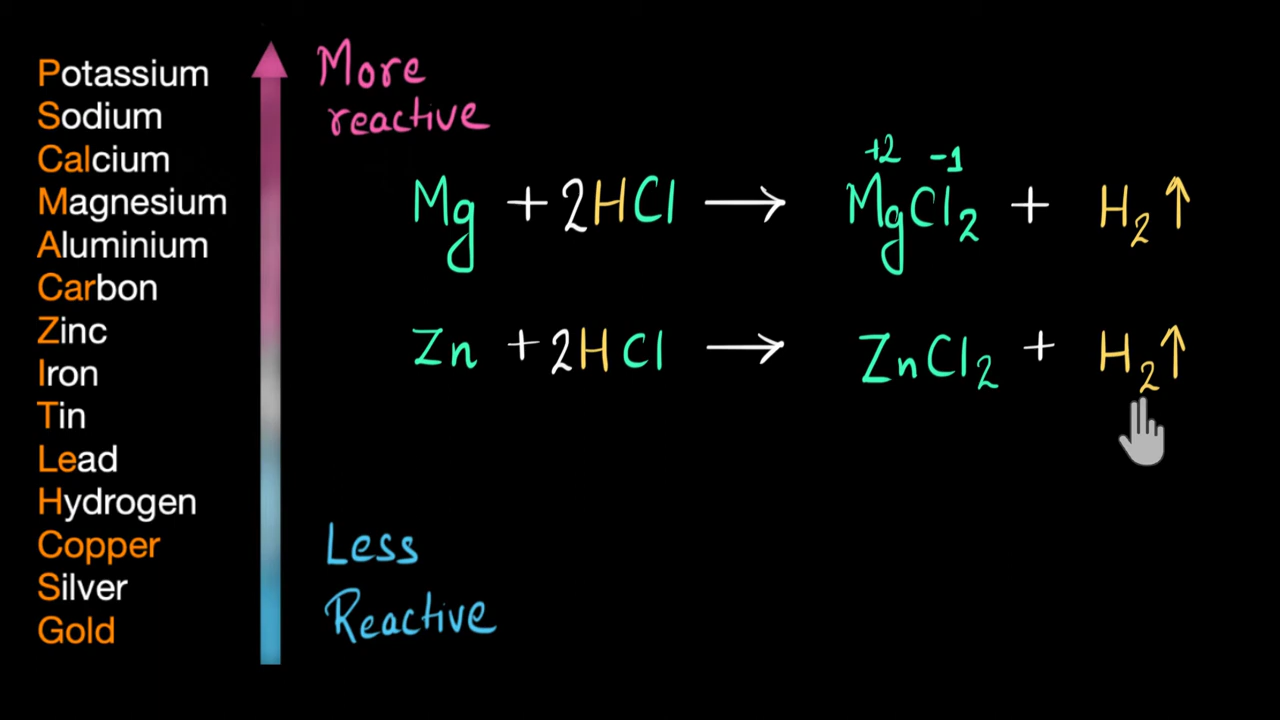 Potassium
Sodium
Calcium
Magnesium
Aluminium
Carbon
Zinc
Iron
Tin
Lead
Hydrogen
Copper
Silver
Gold
More
reactive
Less
Reactive
+2 -1
Mg + 2HCl → MgCl₂ + H₂↑
Zn + 2HCl → ZnCl₂ + H₂↑